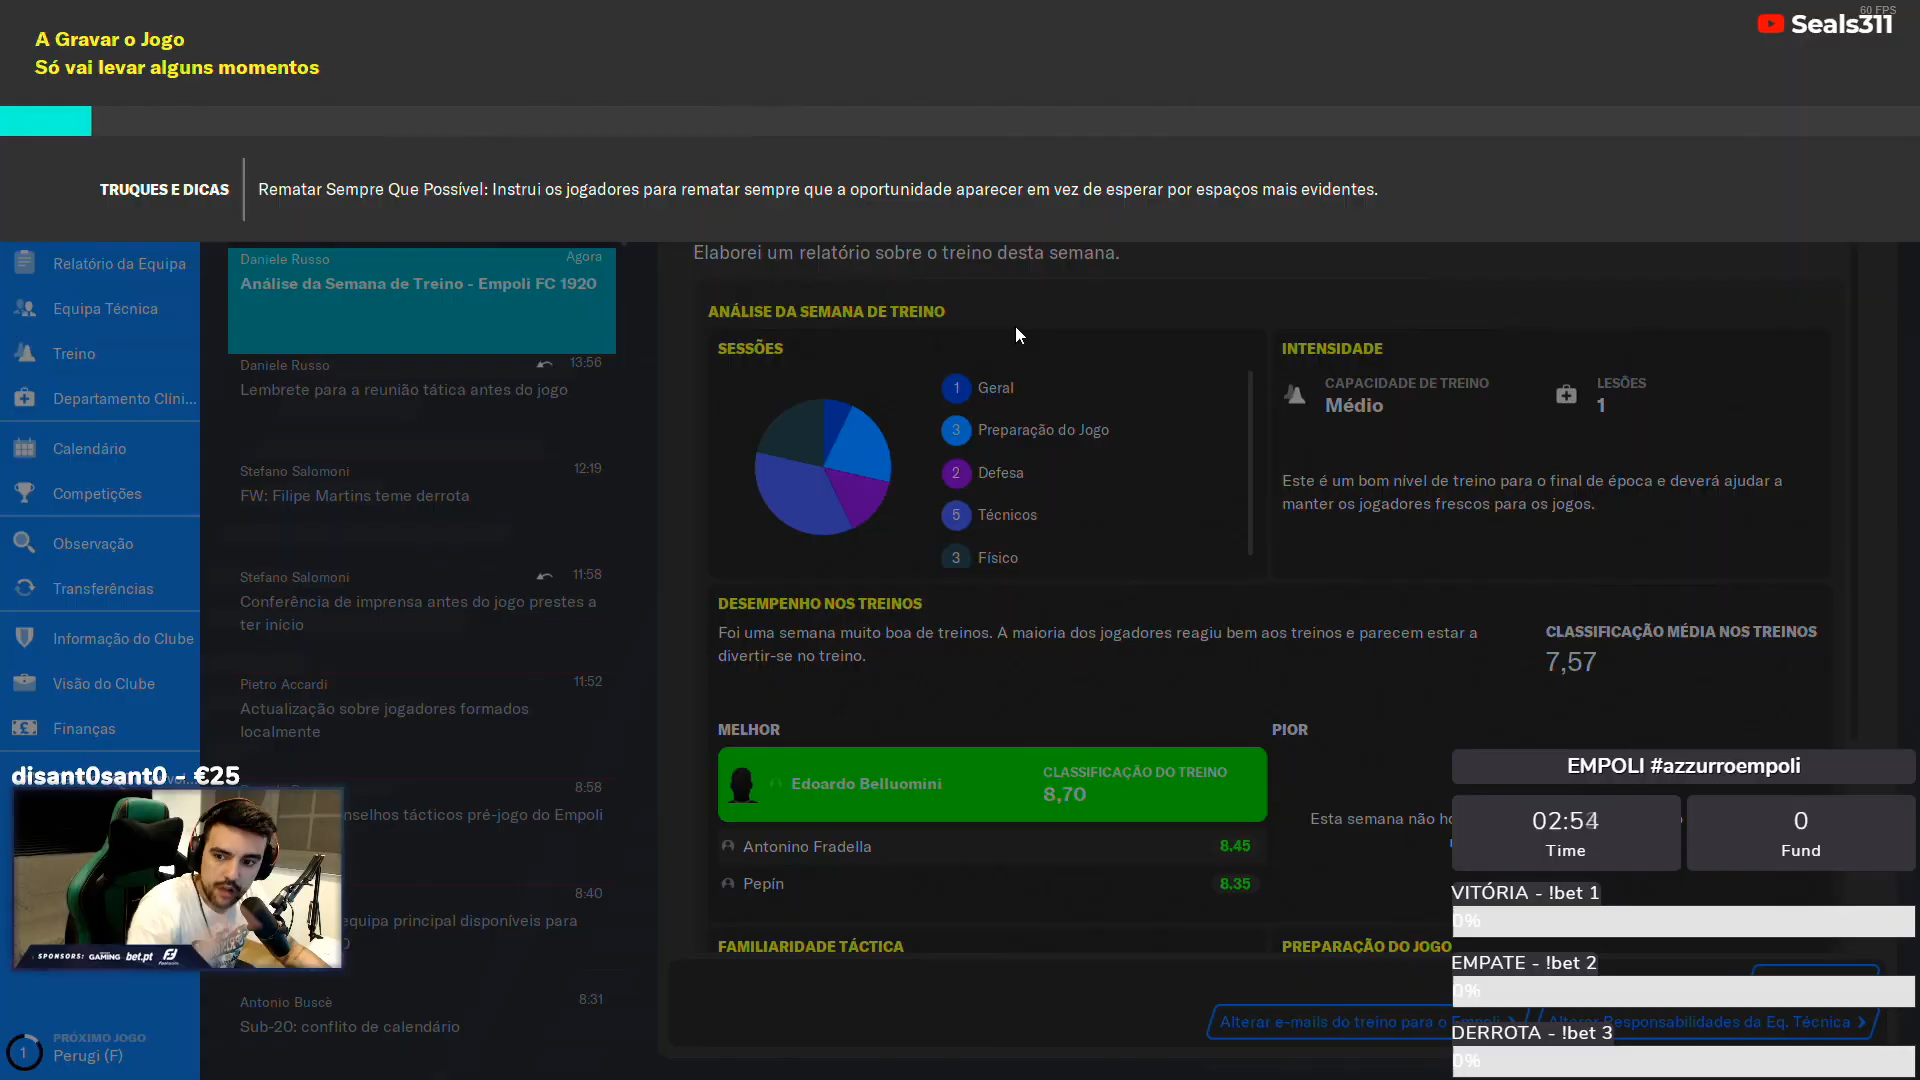 A Gravar o Jogo
Só vai levar alguns momentos
60 FPS
Seals311
TRUQUES E DICAS
Rematar Sempre Que Possível: Instrui os jogadores para rematar sempre que a oportunidade aparecer em vez de esperar por espaços mais evidentes.
Relatório da Equipa
Equipa Técnica
Treino
Departamento Clíni...
Calendário
Competições
Observação
Transferências
Informação do Clube
Visão do Clube
Finanças
disant0sant0 - €25
SPONSORS: GAMING bet.pt
PRÓXIMO JOGO
1
Perugi (F)
Daniele Russo
Agora
Análise da Semana de Treino - Empoli FC 1920
Daniele Russo
13:56
Lembrete para a reunião tática antes do jogo
Stefano Salomoni
12:19
FW: Filipe Martins teme derrota
Stefano Salomoni
11:58
Conferência de imprensa antes do jogo prestes a
ter início
Pietro Accardi
11:52
Actualização sobre jogadores formados
localmente
8:58
nselhos tácticos pré-jogo do Empoli
8:40
equipa principal disponíveis para
Antonio Buscè
8:31
Sub-20: conflito de calendário
Elaborei um relatório sobre o treino desta semana.
ANÁLISE DA SEMANA DE TREINO
SESSÕES
1 Geral
3 Preparação do Jogo
2 Defesa
5 Técnicos
3 Físico
INTENSIDADE
CAPACIDADE DE TREINO
Médio
LESÕES
1
Este é um bom nível de treino para o final de época e deverá ajudar a
manter os jogadores frescos para os jogos.
DESEMPENHO NOS TREINOS
Foi uma semana muito boa de treinos. A maioria dos jogadores reagiu bem aos treinos e parecem estar a
divertir-se no treino.
CLASSIFICAÇÃO MÉDIA NOS TREINOS
7,57
MELHOR
Edoardo Belluomini
CLASSIFICAÇÃO DO TREINO
8,70
Antonino Fradella
8.45
Pepín
8.35
PIOR
Esta semana não ho
FAMILIARIDADE TÁCTICA
PREPARAÇÃO DO JOGO
Alterar e-mails do treino para o Empoli
Alterar Responsabilidades da Eq. Técnica
EMPOLI #azzurroempoli
02:54
Time
0
Fund
VITÓRIA - !bet 1
0%
EMPATE - !bet 2
0%
DERROTA - !bet 3
0%